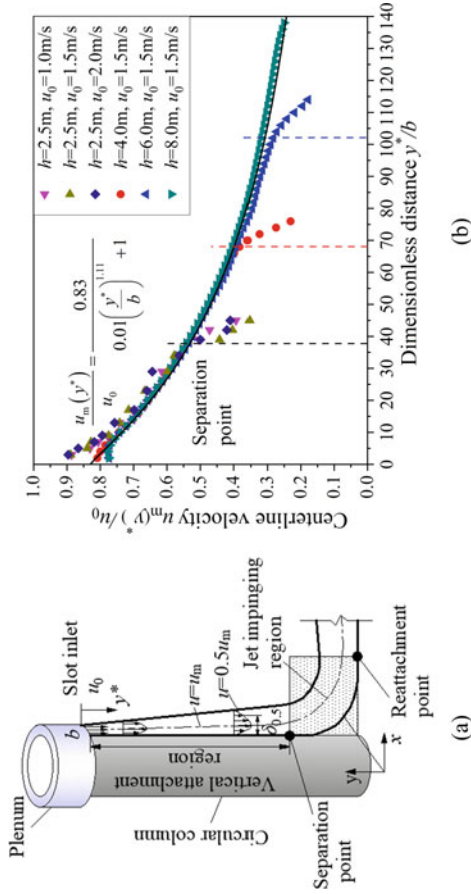 Plenum
Slot inlet
b
u0
y*
u=um
u=0.5um
δ0.5
Vertical attachment
region
Jet impinging
region
Circular column
Separation
point
Reattachment
point
y
x
(a)
Centerline velocity um(y*)/u0
1.0
0.9
0.8
0.7
0.6
0.5
0.4
0.3
0.2
0.1
0.0
um(y*)/u0 = 0.83/(0.01(y*/b)^1.11 + 1)
h=2.5m, u0=1.0m/s
h=2.5m, u0=1.5m/s
h=2.5m, u0=2.0m/s
h=4.0m, u0=1.5m/s
h=6.0m, u0=1.5m/s
h=8.0m, u0=1.5m/s
Separation
point
0 10 20 30 40 50 60 70 80 90 100 110 120 130 140
Dimensionless distance y*/b
(b)